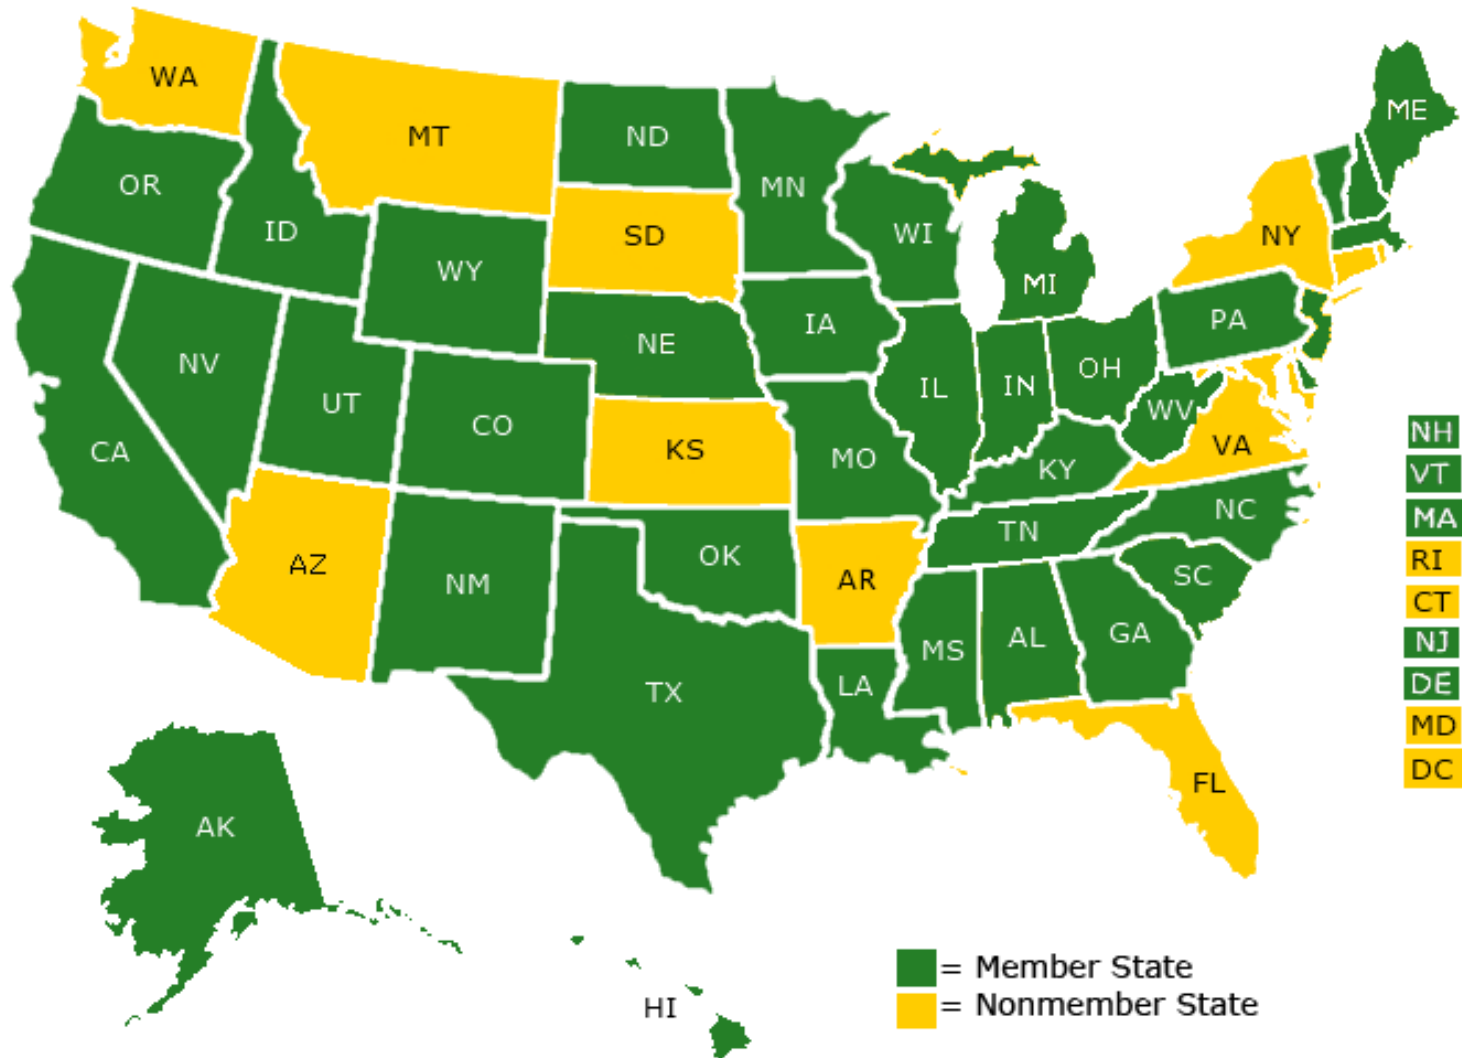 WA
MT
ND
ME
OR
MN
ID
SD
WI
NY
WY
MI
IA
PA
NV
NE
OH
UT
IL
IN
CO
WV
CA
KS
MO
KY
VA
NH
VT
NC
MA
TN
OK
AZ
NM
AR
SC
RI
CT
GA
AL
MS
NJ
TX
LA
DE
MD
DC
FL
AK
= Member State
HI
= Nonmember State